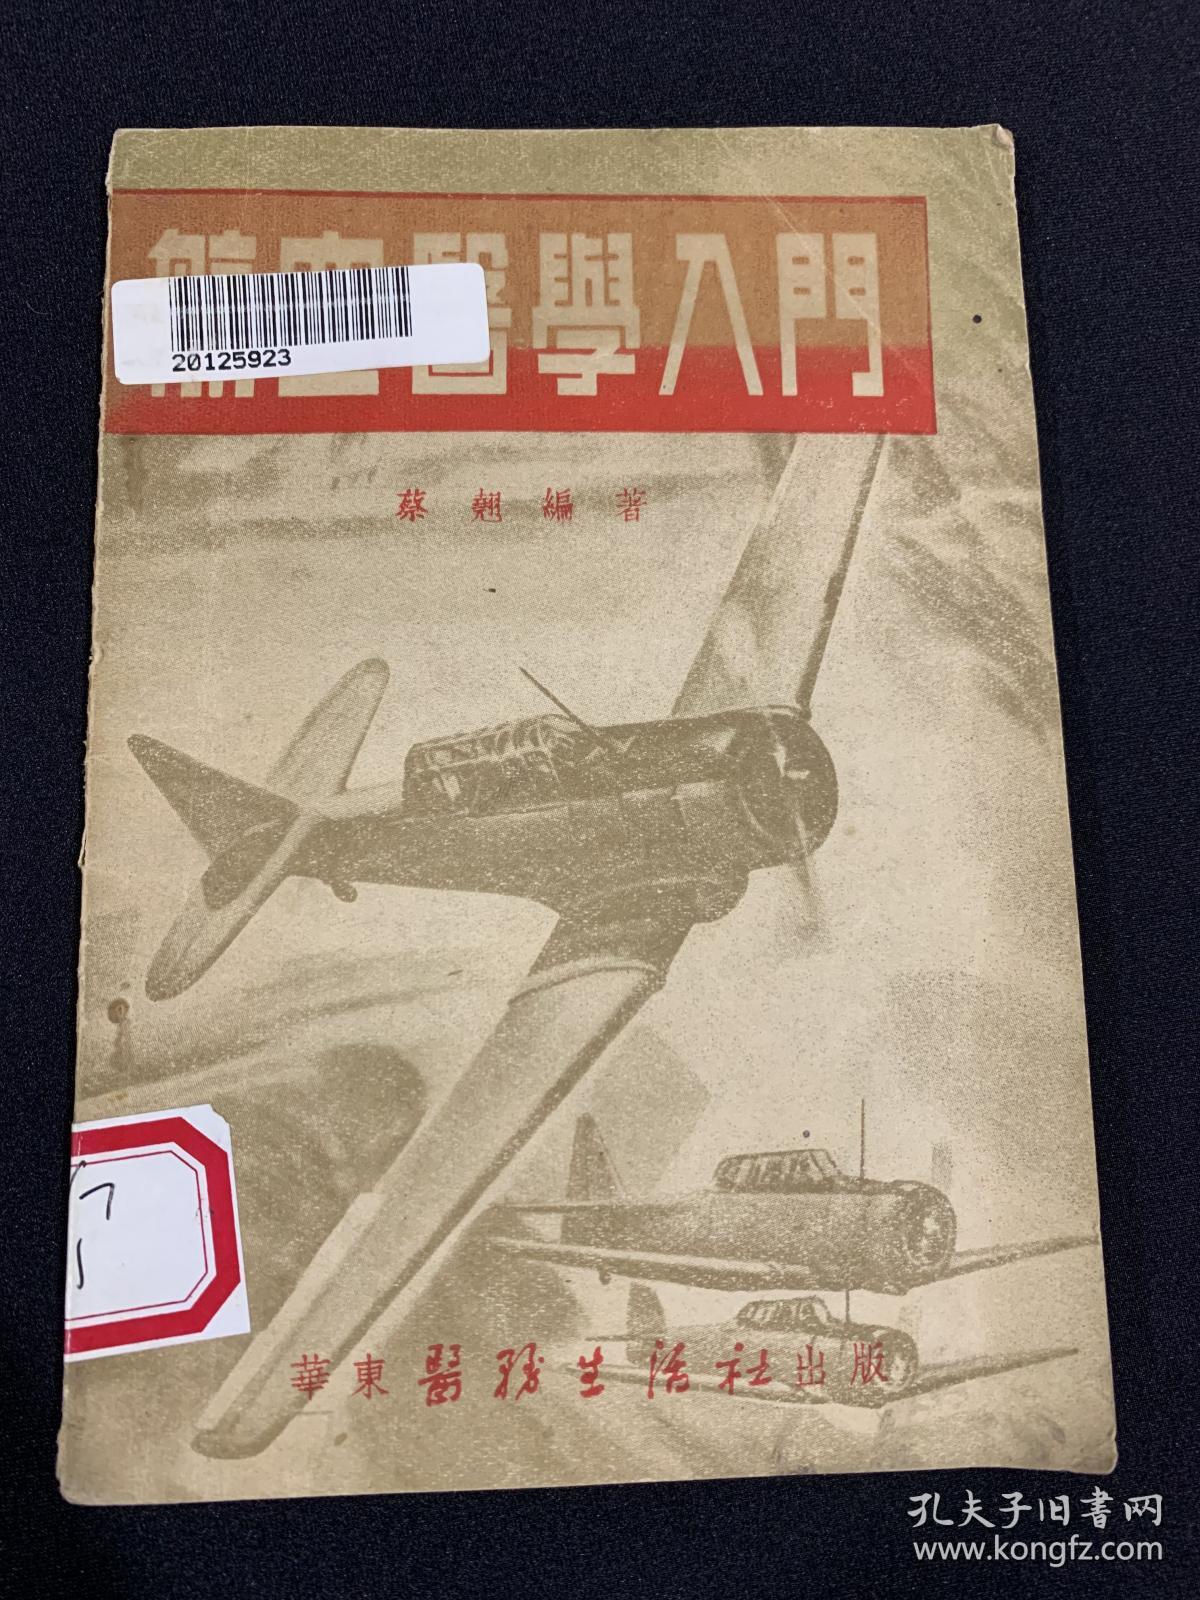 航空醫學入門
20125923
蔡翹編著
華東醫務生活社出版
孔夫子旧書网
www.kongfz.com